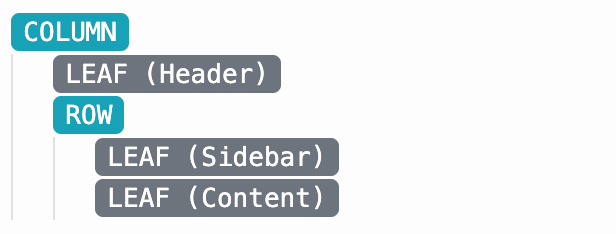 COLUMN
LEAF (Header)
ROW
LEAF (Sidebar)
LEAF (Content)